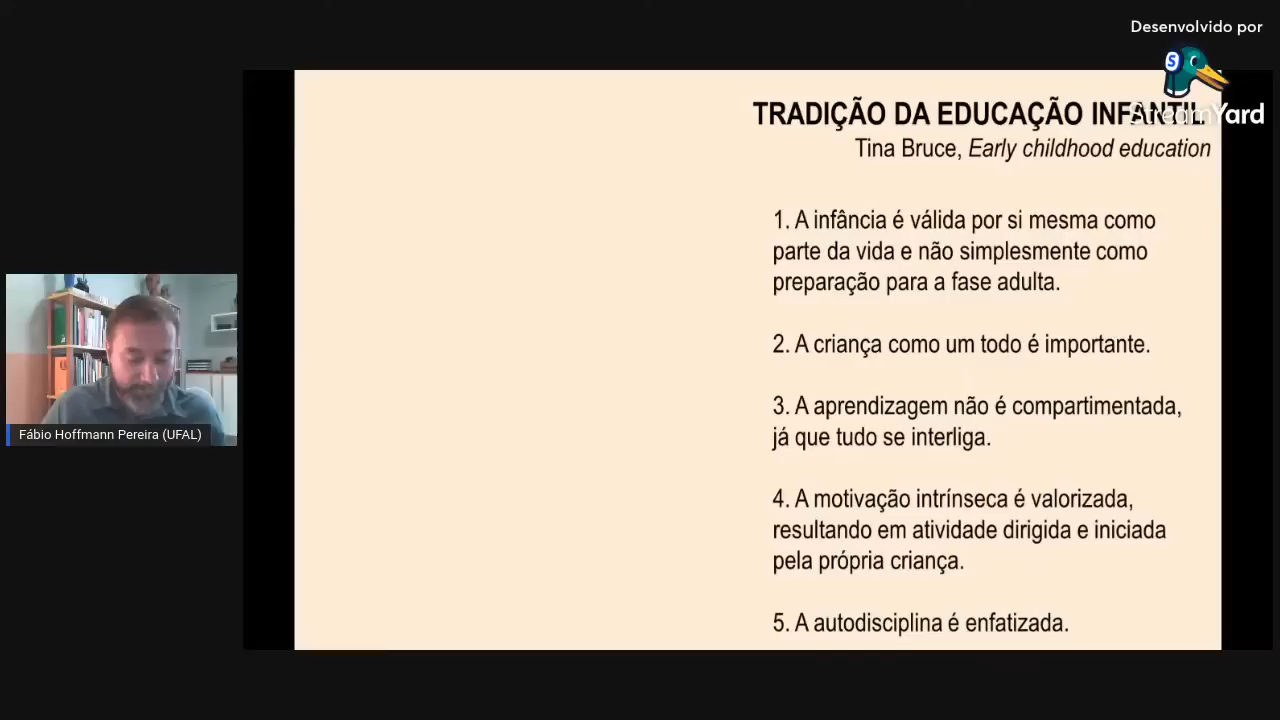 Desenvolvido por
StreamYard
TRADIÇÃO DA EDUCAÇÃO INFANTIL
Tina Bruce, Early childhood education
1. A infância é válida por si mesma como
parte da vida e não simplesmente como
preparação para a fase adulta.
2. A criança como um todo é importante.
3. A aprendizagem não é compartimentada,
já que tudo se interliga.
4. A motivação intrínseca é valorizada,
resultando em atividade dirigida e iniciada
pela própria criança.
5. A autodisciplina é enfatizada.
Fábio Hoffmann Pereira (UFAL)